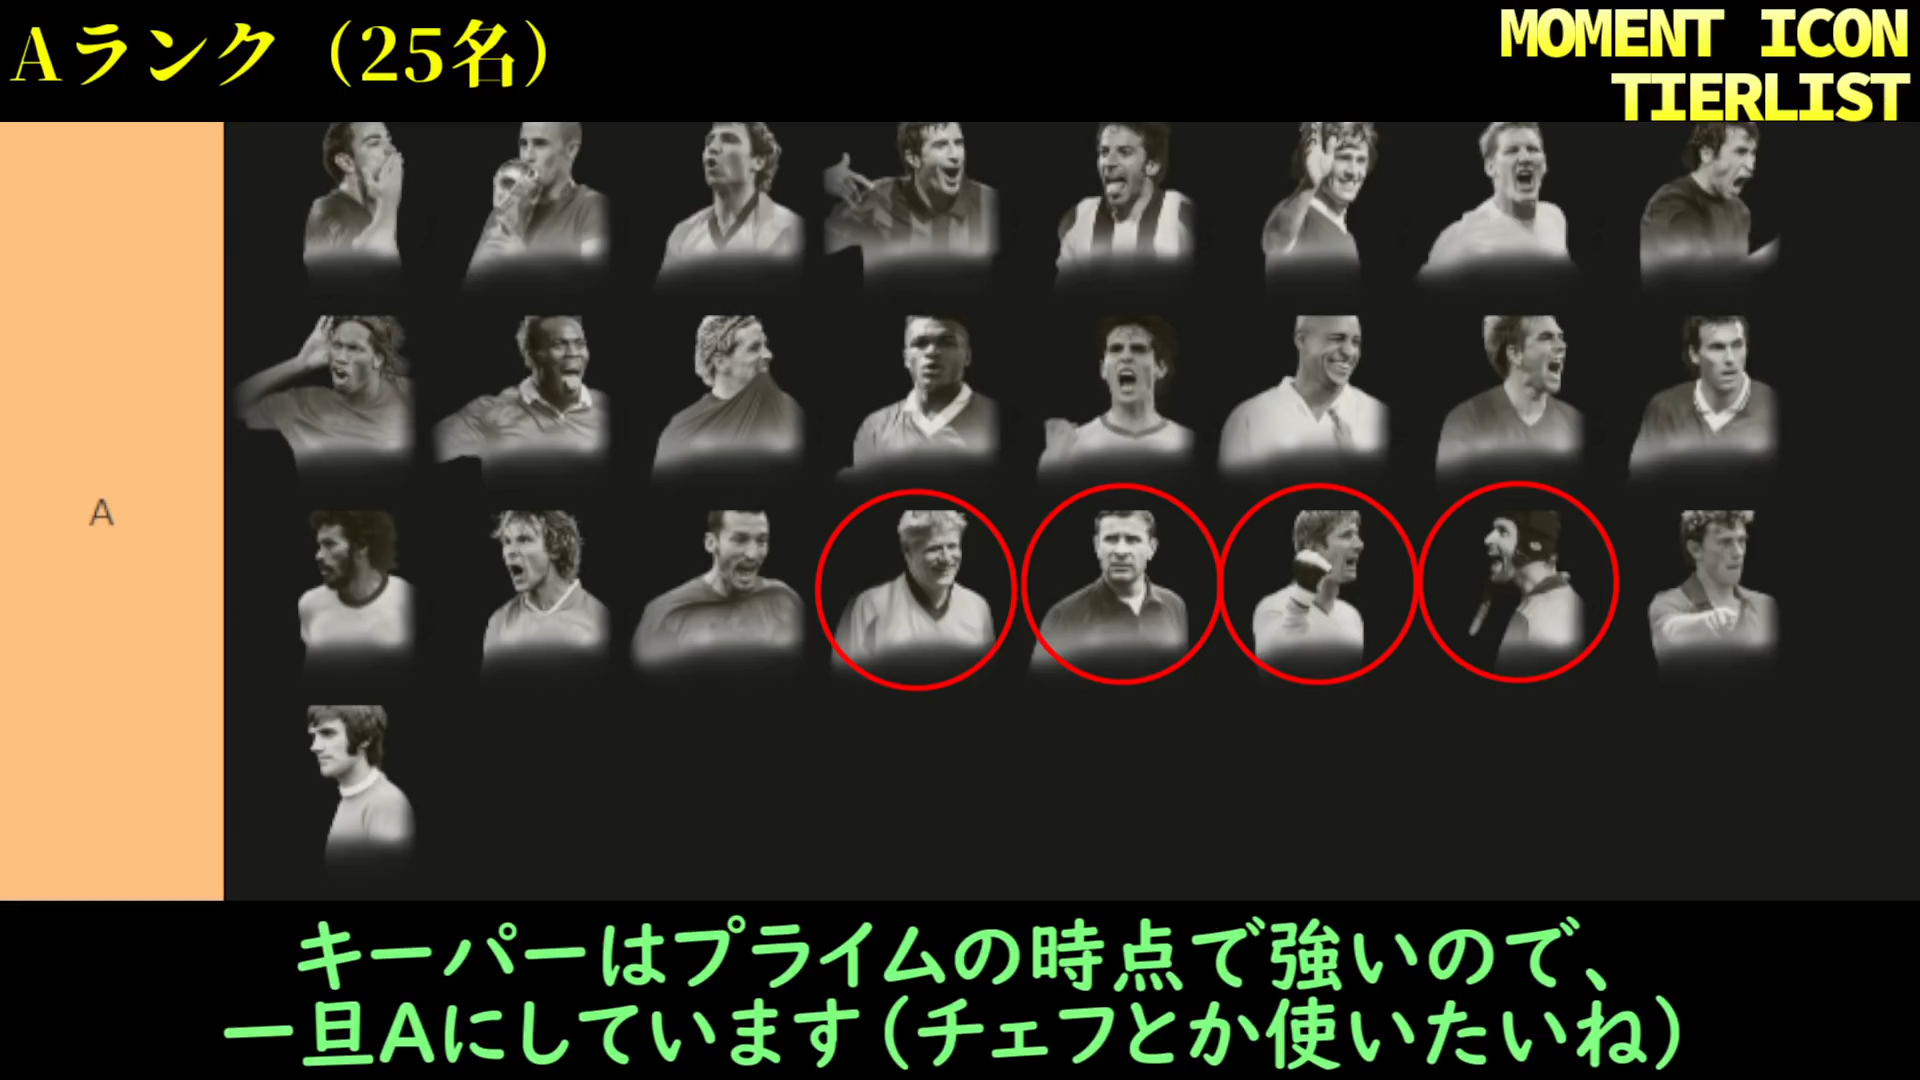 Aランク（25名）
MOMENT ICON
TIERLIST
A
キーパーはプライムの時点で強いので、
一旦Aにしています（チェフとか使いたいね）